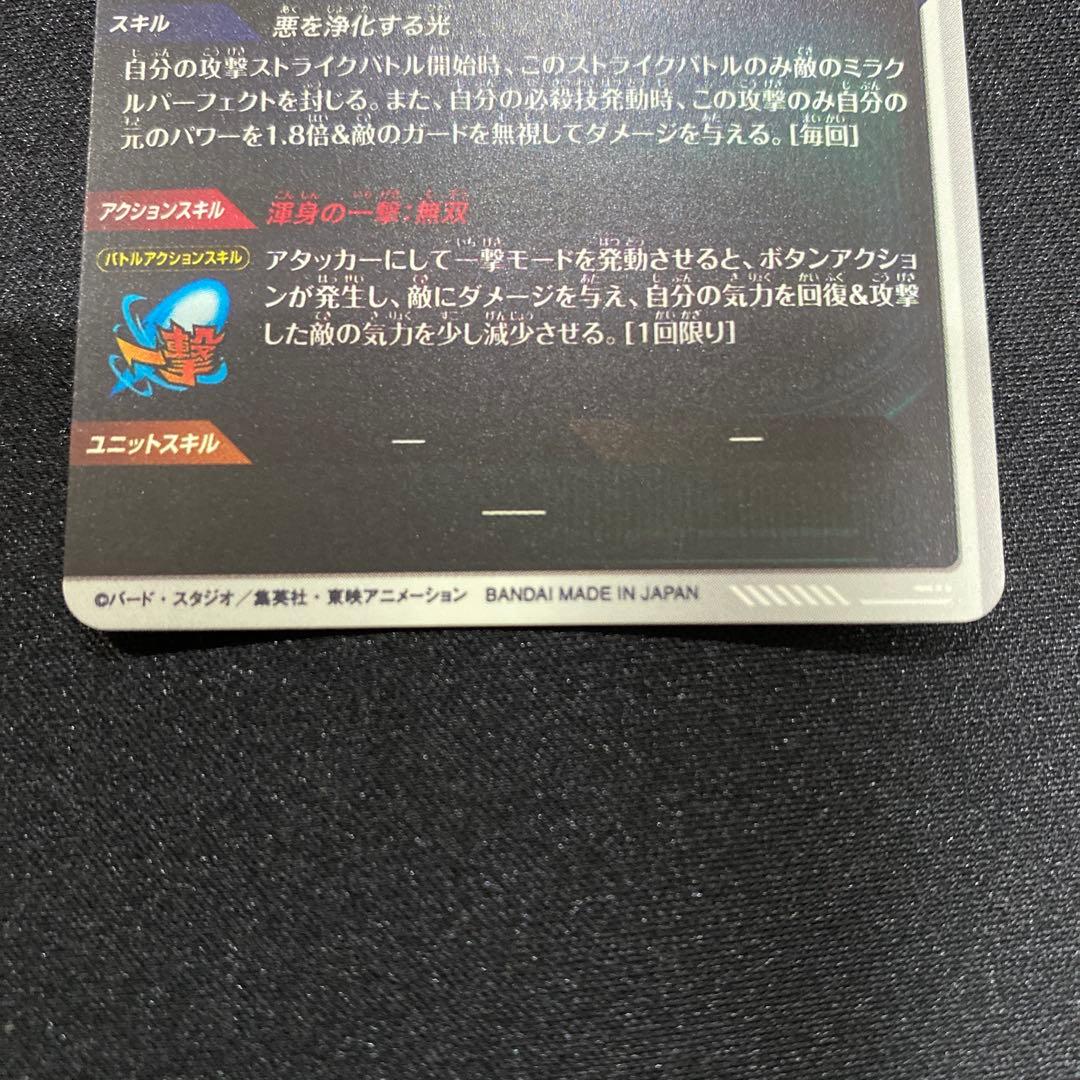 スキル 悪を浄化する光
自分の攻撃ストライクバトル開始時、このストライクバトルのみ敵のミラク
ルパーフェクトを封じる。また、自分の必殺技発動時、この攻撃のみ自分の
元のパワーを1.8倍&敵のガードを無視してダメージを与える。[毎回]
アクションスキル 渾身の一撃:無双
バトルアクションスキル
アタッカーにして一撃モードを発動させると、ボタンアクショ
ンが発生し、敵にダメージを与え、自分の気力を回復&攻撃
した敵の気力を少し減少させる。[1回限り]
一撃
ユニットスキル — —
—
©バード・スタジオ/集英社・東映アニメーション BANDAI MADE IN JAPAN